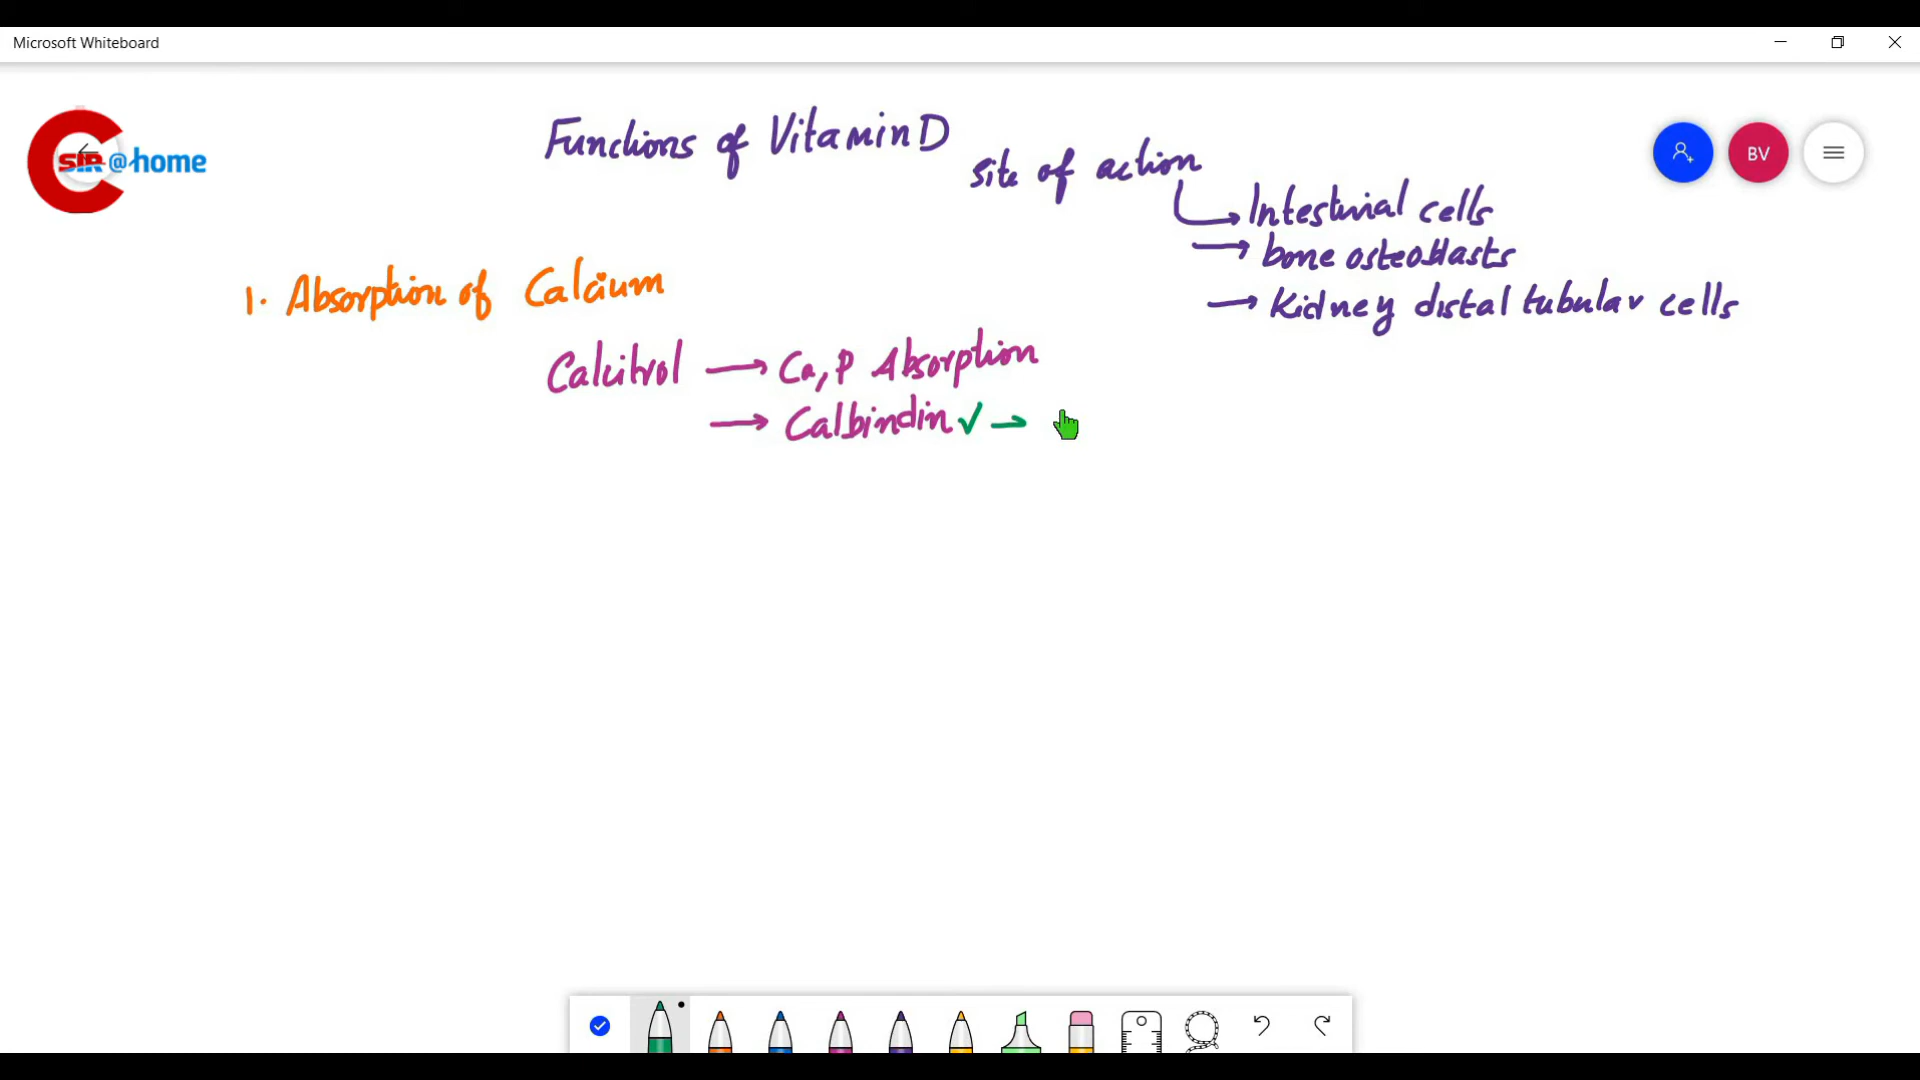 Microsoft Whiteboard
SIR @home
Functions of Vitamin D
site of action
BV
Intestinal cells
bone osteoblasts
Kidney distal tubular cells
1. Absorption of Calcium
Calcitrol → Ca, P Absorption
→ Calbindin ✓ →